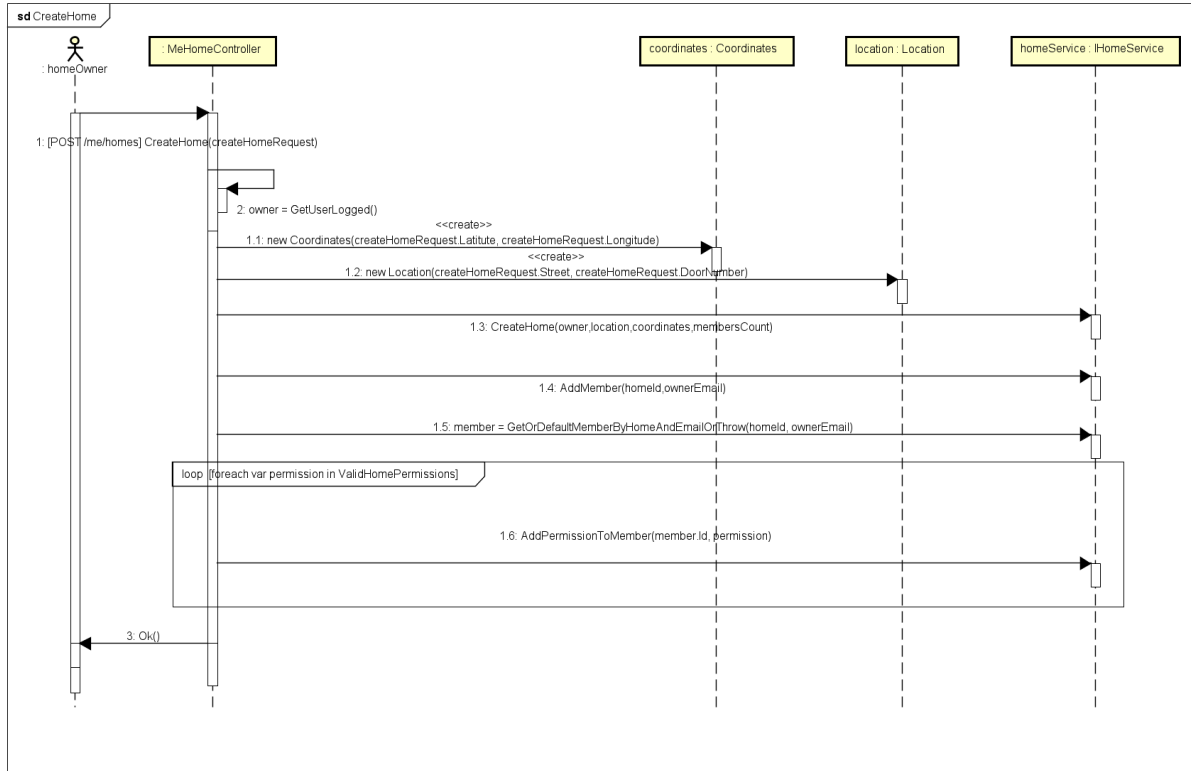 sd CreateHome
: homeOwner
: MeHomeController
coordinates : Coordinates
location : Location
homeService : IHomeService
1: [POST /me/homes] CreateHome(createHomeRequest)
2: owner = GetUserLogged()
<<create>>
1.1: new Coordinates(createHomeRequest.Latitute, createHomeRequest.Longitude)
<<create>>
1.2: new Location(createHomeRequest.Street, createHomeRequest.DoorNumber)
1.3: CreateHome(owner,location,coordinates,membersCount)
1.4: AddMember(homeId,ownerEmail)
1.5: member = GetOrDefaultMemberByHomeAndEmailOrThrow(homeId, ownerEmail)
loop [foreach var permission in ValidHomePermissions]
1.6: AddPermissionToMember(member.Id, permission)
3: Ok()